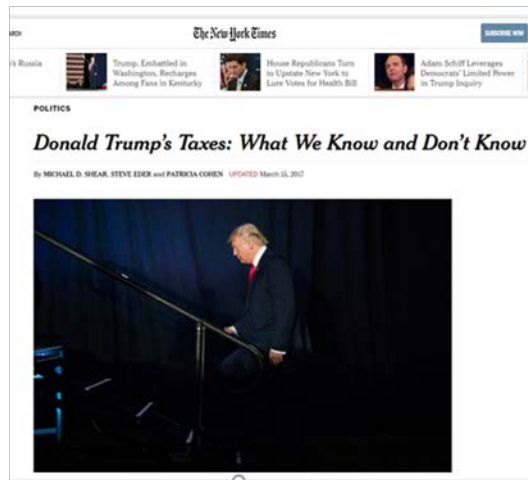 The New York Times
SUBSCRIBE NOW
's Russia
Trump, Embattled in
Washington, Recharges
Among Fans in Kentucky
House Republicans Turn
to Upstate New York to
Lure Votes for Health Bill
Adam Schiff Leverages
Democrats' Limited Power
in Trump Inquiry
POLITICS
Donald Trump's Taxes: What We Know and Don't Know
By MICHAEL D. SHEAR, STEVE EDER and PATRICIA COHEN UPDATED March 15, 2017